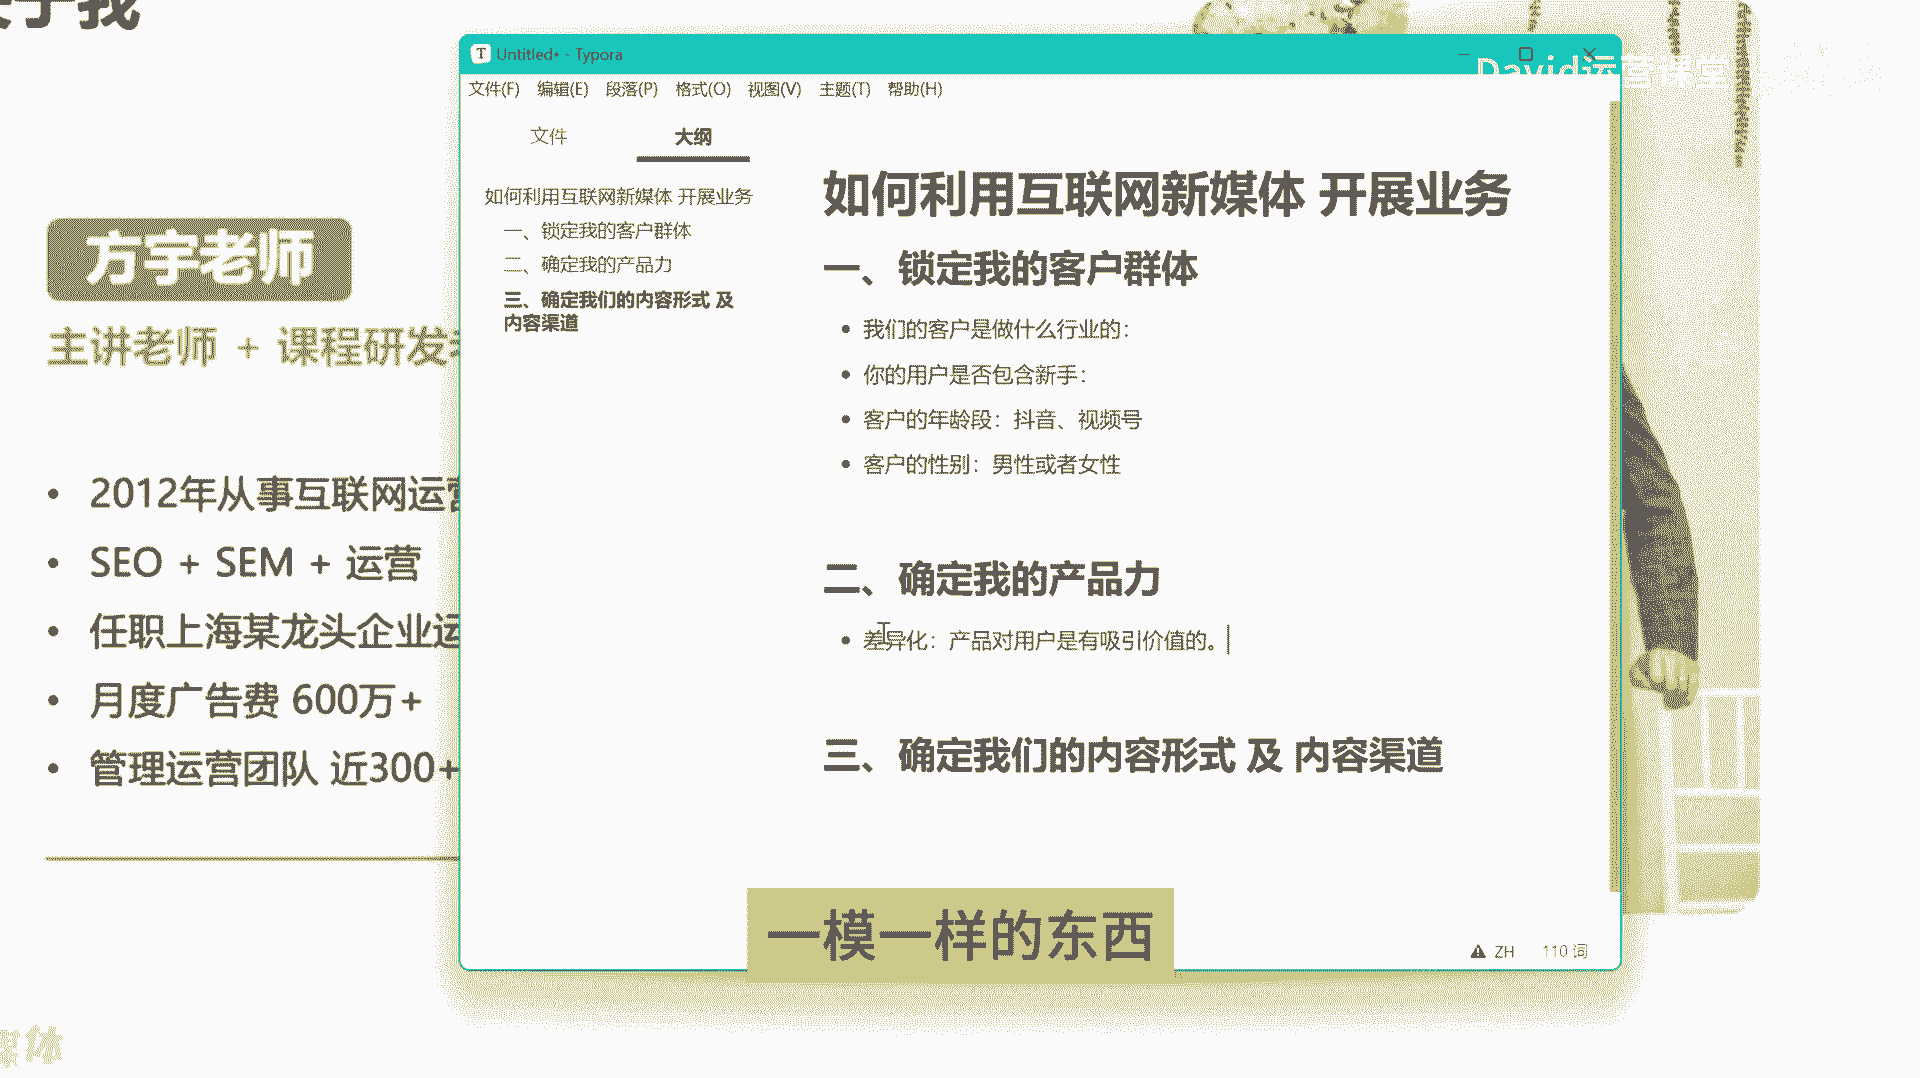 Untitled• - Typora
David运营课堂
文件(F) 编辑(E) 段落(P) 格式(O) 视图(V) 主题(T) 帮助(H)
文件 大纲
如何利用互联网新媒体 开展业务
一、锁定我的客户群体
二、确定我的产品力
三、确定我们的内容形式 及
内容渠道
如何利用互联网新媒体 开展业务
一、锁定我的客户群体
• 我们的客户是做什么行业的：
• 你的用户是否包含新手：
• 客户的年龄段：抖音、视频号
• 客户的性别：男性或者女性
二、确定我的产品力
• 差异化：产品对用户是有吸引价值的。
三、确定我们的内容形式 及 内容渠道
ZH 110 词
方宇老师
主讲老师 + 课程研发
• 2012年从事互联网运营
• SEO + SEM + 运营
• 任职上海某龙头企业运
• 月度广告费 600万+
• 管理运营团队 近300+
一模一样的东西